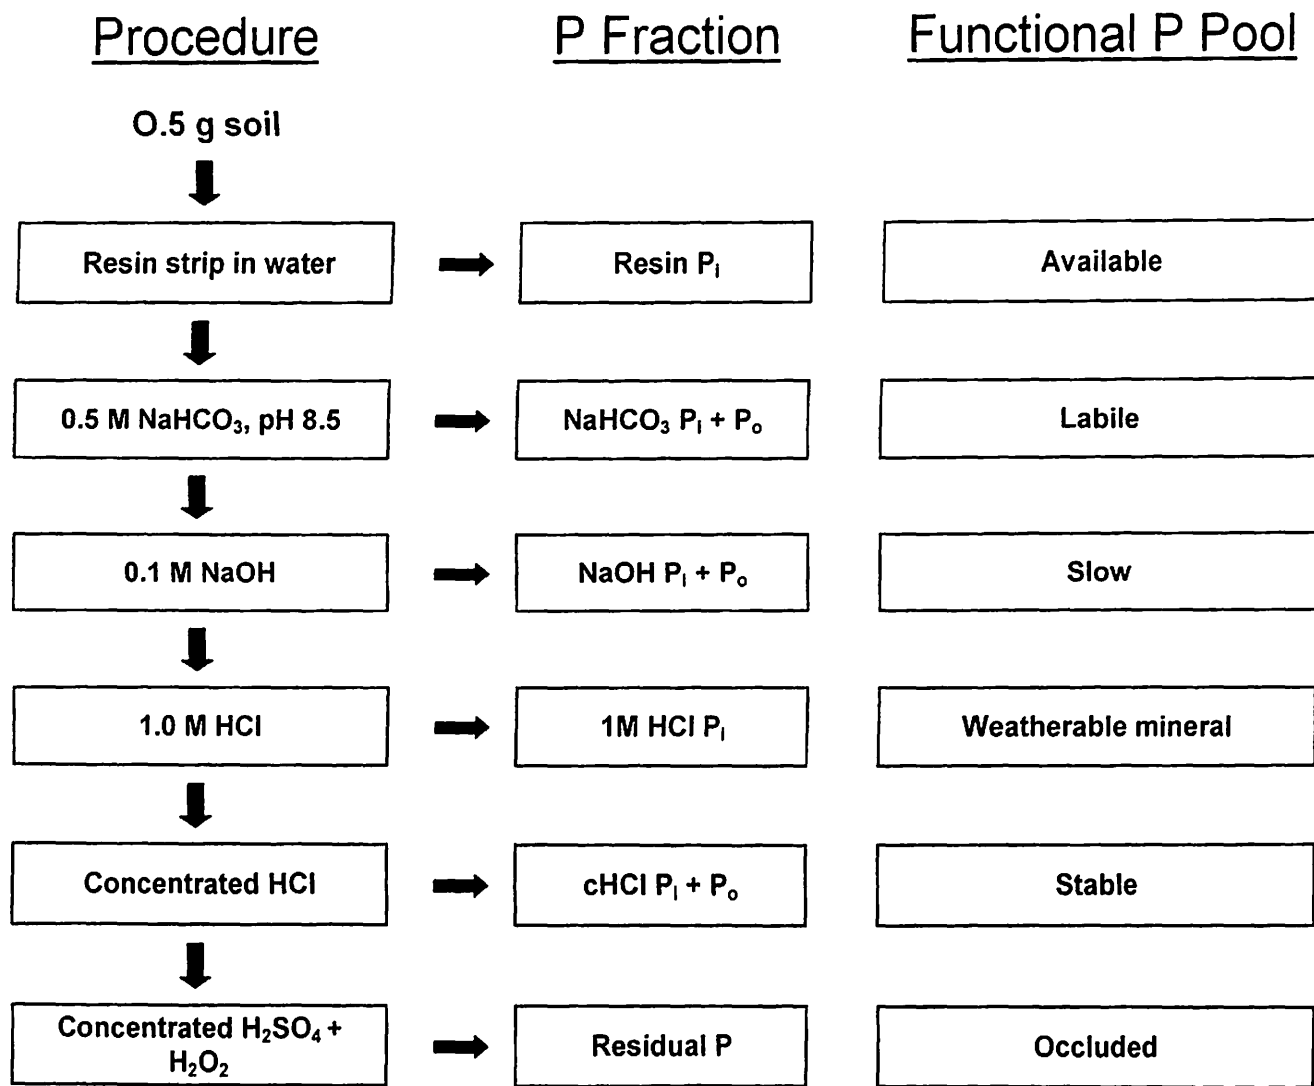 Procedure P Fraction Functional P Pool
O.5 g soil
Resin strip in water Resin Pi Available
0.5 M NaHCO3, pH 8.5 NaHCO3 Pi + Po Labile
0.1 M NaOH NaOH Pi + Po Slow
1.0 M HCl 1M HCl Pi Weatherable mineral
Concentrated HCl cHCl Pi + Po Stable
Concentrated H2SO4 +
H2O2 Residual P Occluded